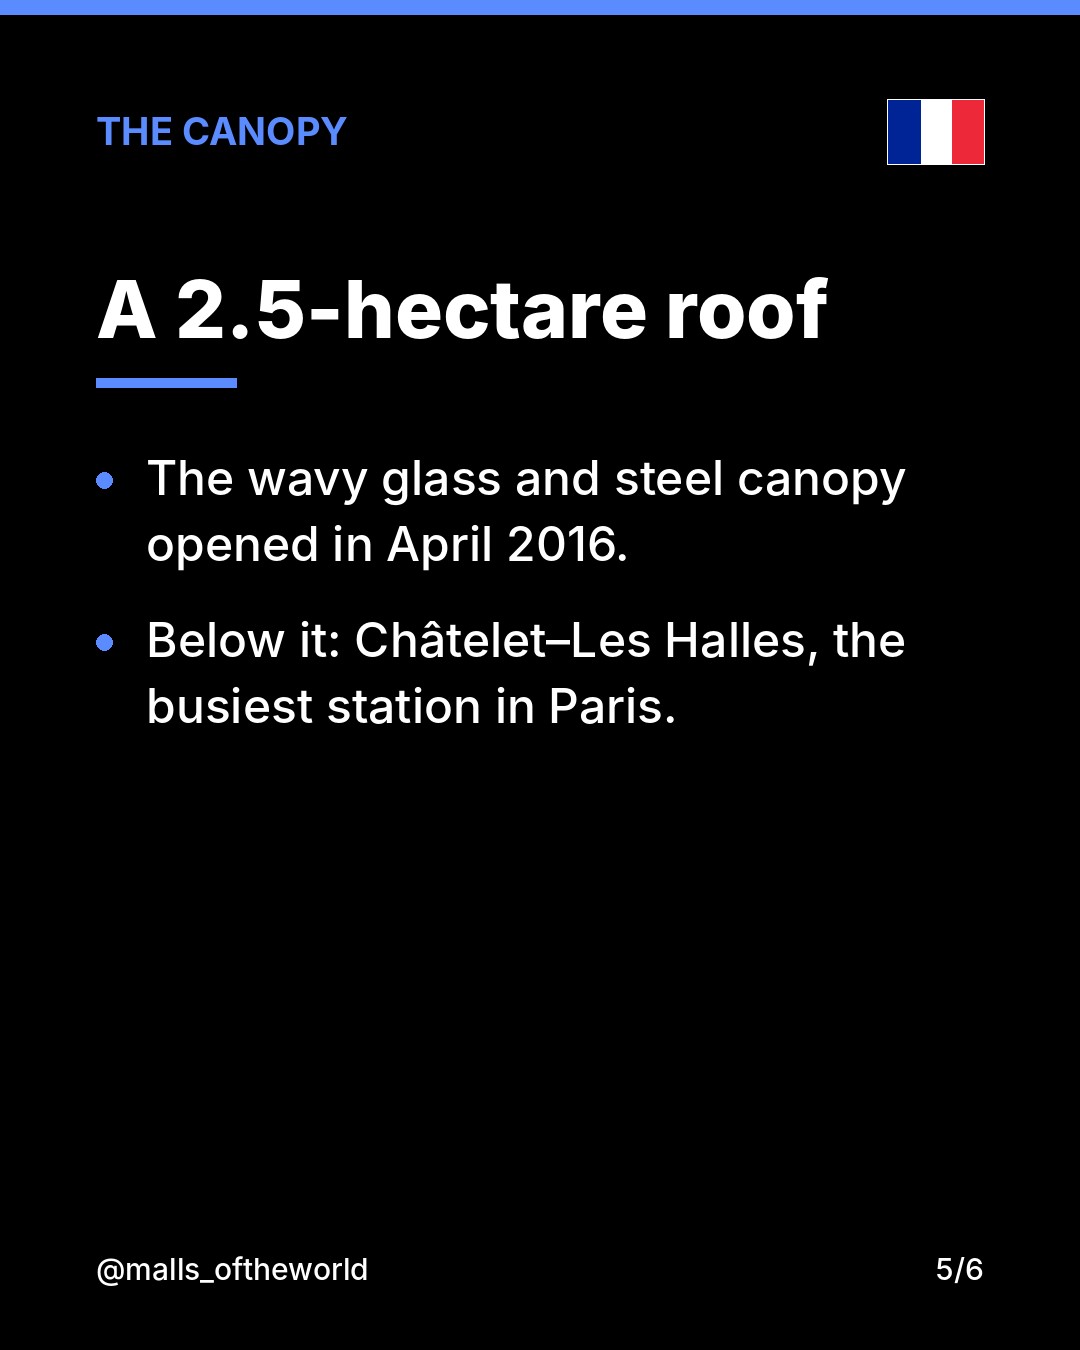 THE CANOPY
A 2.5-hectare roof
The wavy glass and steel canopy
opened in April 2016.
Below it: Châtelet–Les Halles, the
busiest station in Paris.
@malls_oftheworld
5/6